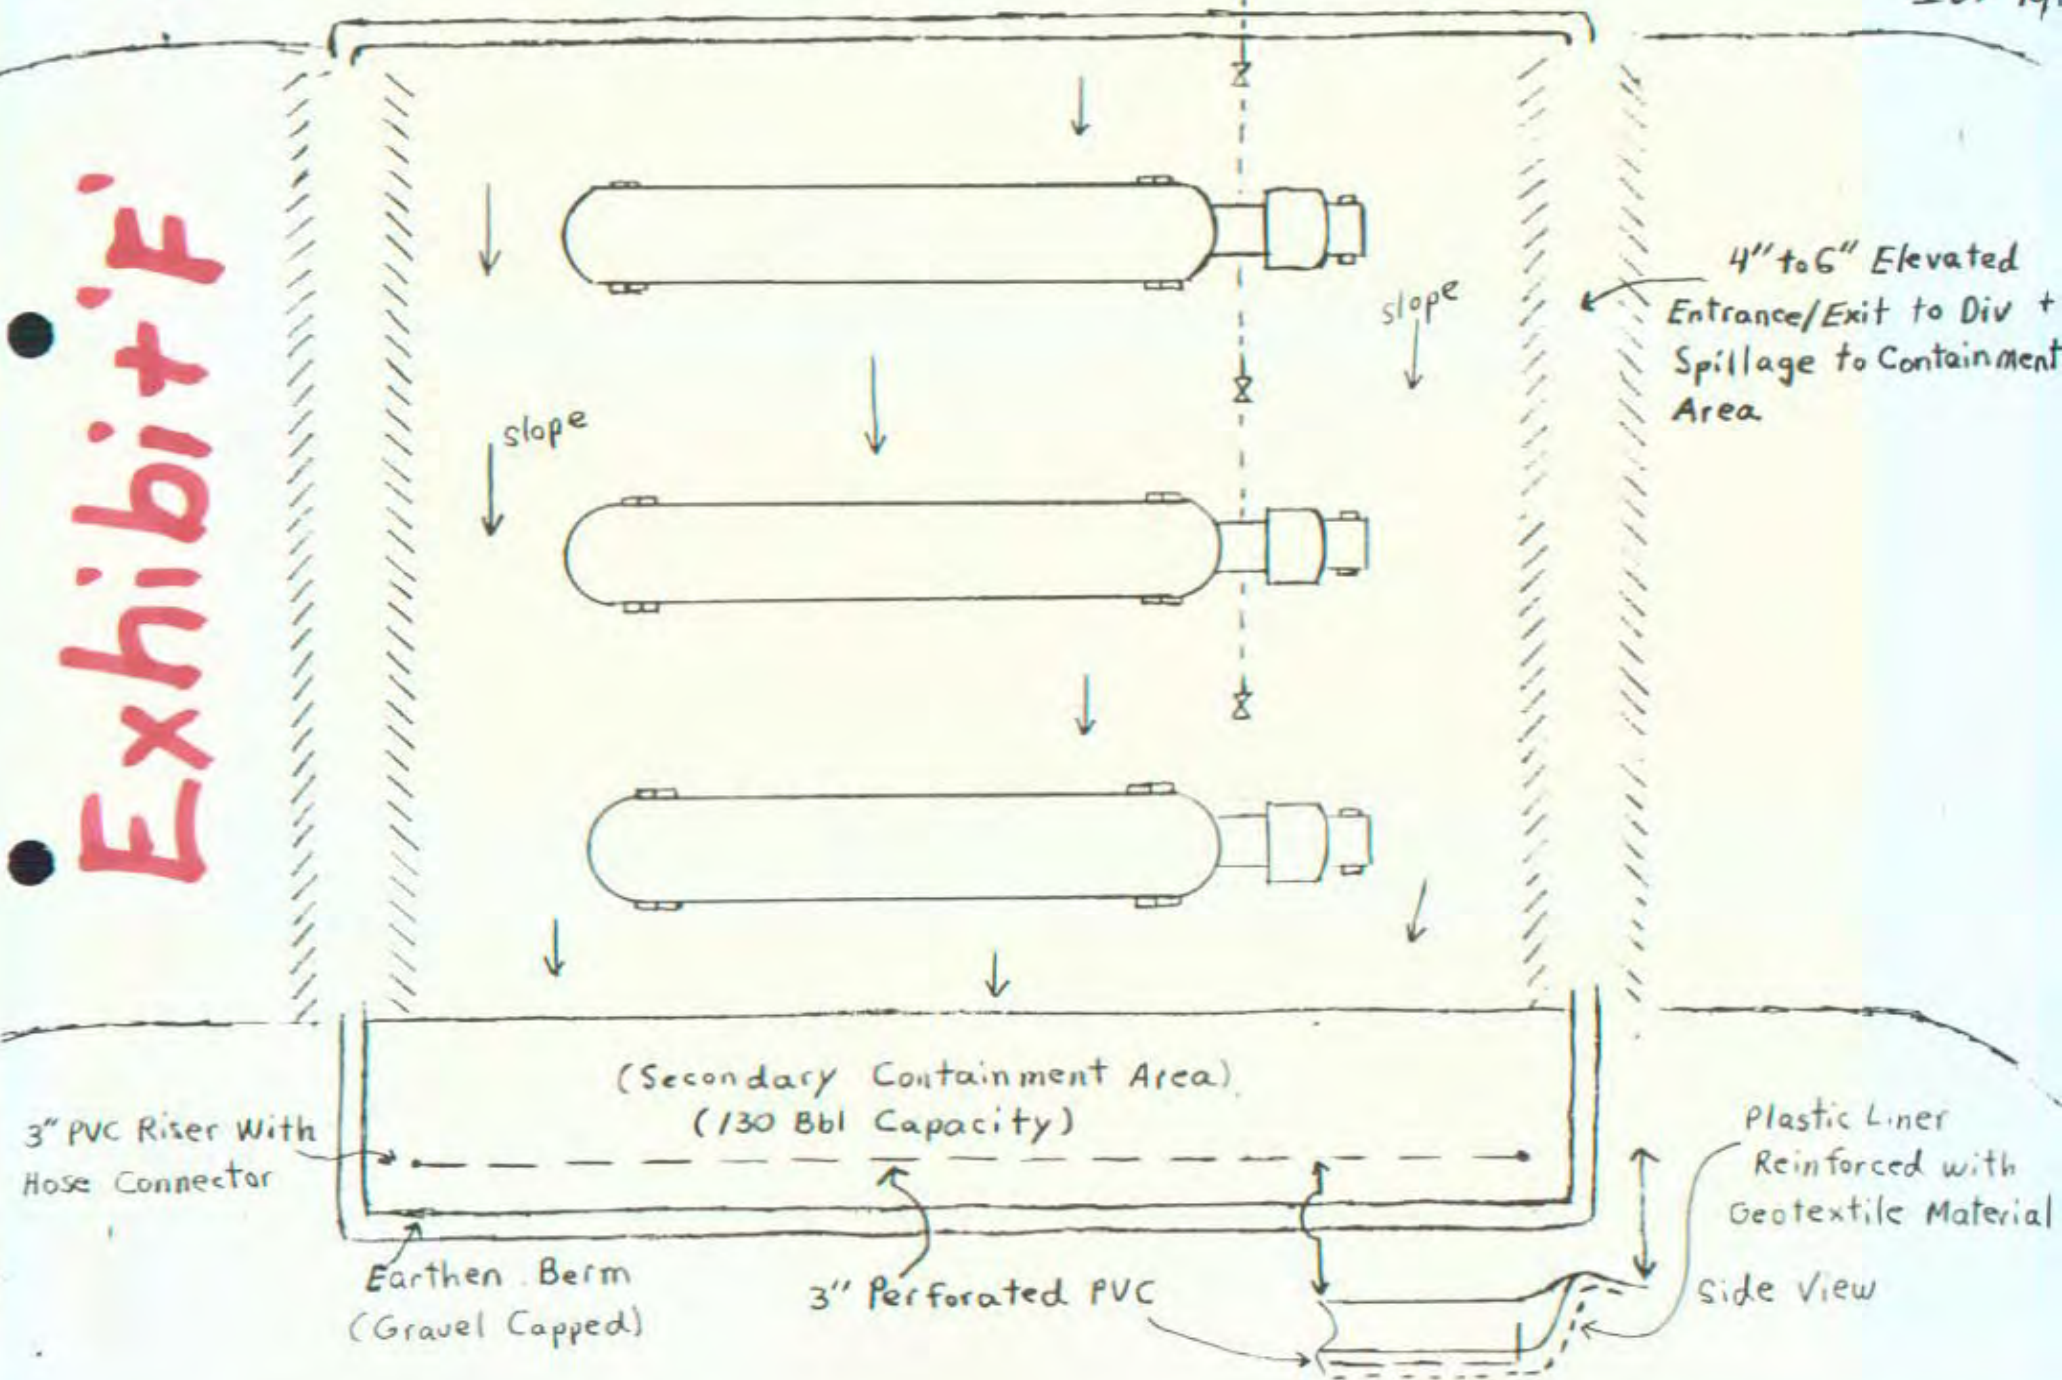 Exhibit 'F'
slope
4" to 6" Elevated
Entrance/Exit to Div +
Spillage to Containment
Area
slope
(Secondary Containment Area)
(130 Bbl Capacity)
3" PVC Riser With
Hose Connector
Plastic Liner
Reinforced with
Geotextile Material
Earthen Berm
(Gravel Capped)
3" Perforated PVC
Side View